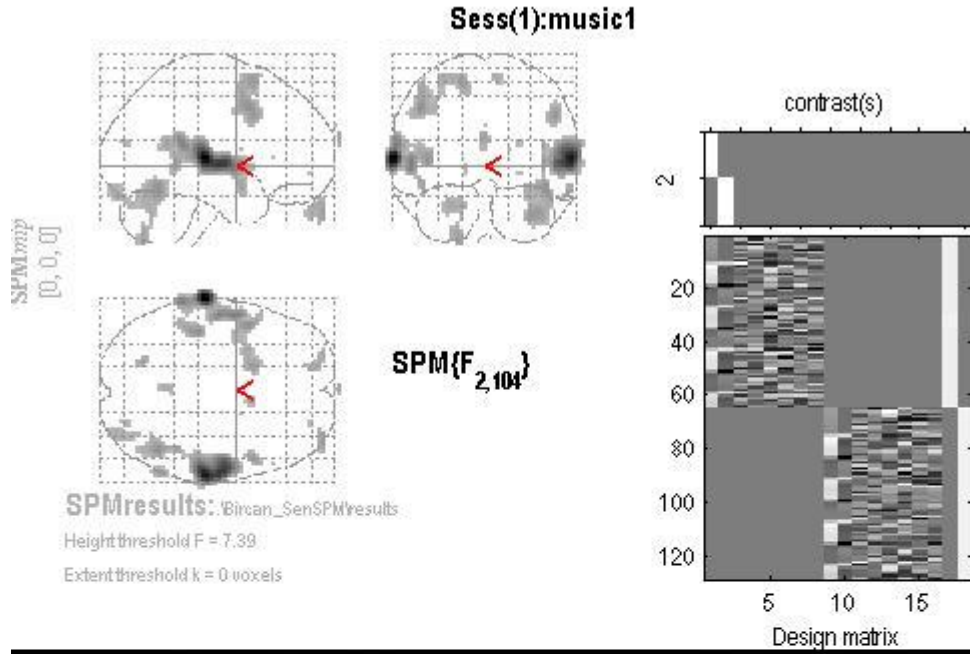 Sess(1):music1
contrast(s)
2
SPMmip
[0, 0, 0]
SPM{F2,104}
20
40
60
80
100
120
5 10 15
Design matrix
SPMresults: .\Bircan_SenSPM\results
Height threshold F = 7.39
Extent threshold k = 0 voxels